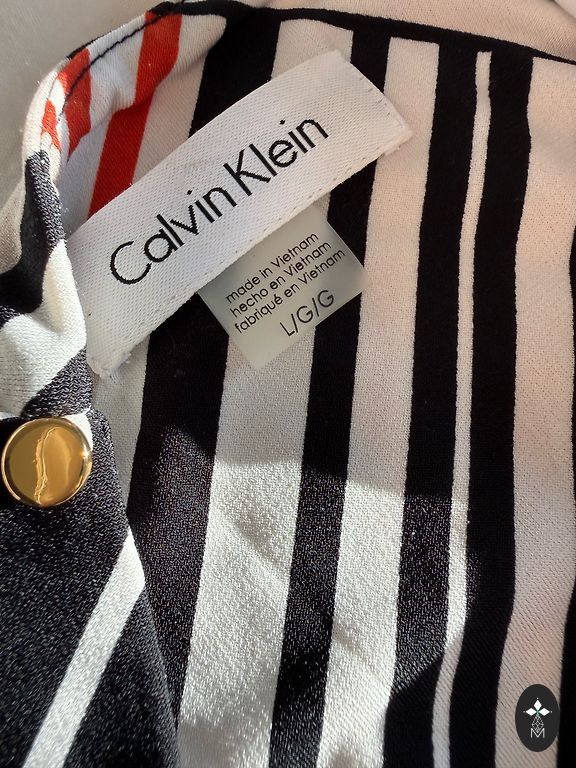 Calvin Klein
made in Vietnam
hecho en Vietnam
fabriqué en Vietnam
L/G/G
M